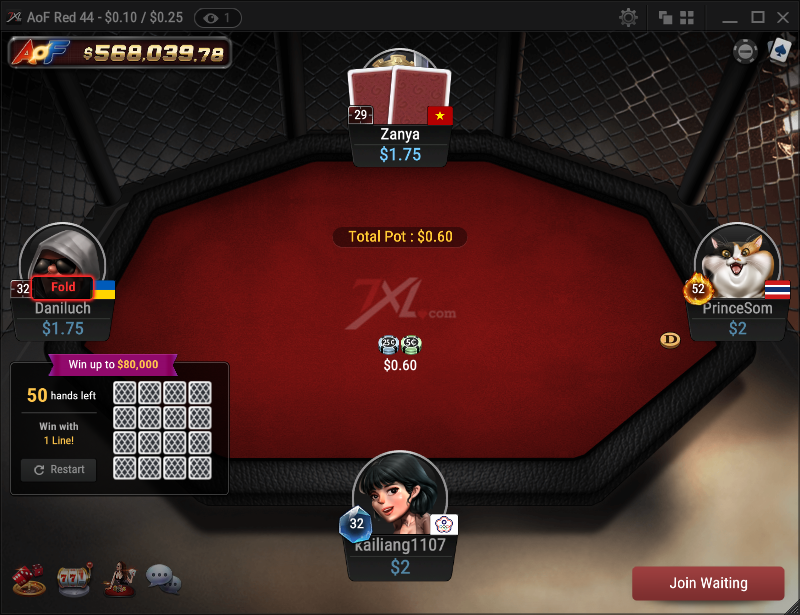 AoF Red 44 - $0.10 / $0.25
1
AoF $568,039.78
29
Zanya
$1.75
Total Pot : $0.60
32
Fold
Daniluch
$1.75
52
PrinceSom
$2
7XL.com
D
25¢ 5¢
$0.60
Win up to $80,000
50 hands left
Win with
1 Line!
Restart
32
kailiang1107
$2
777
Join Waiting